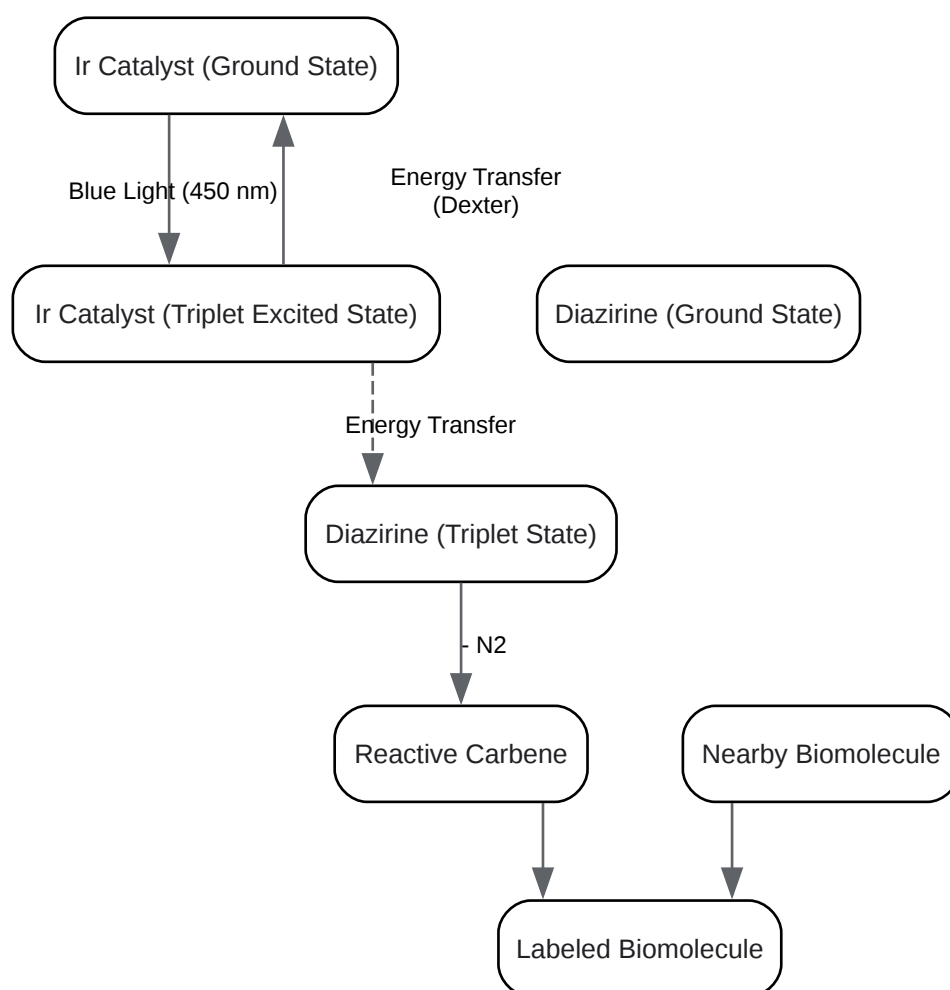 Ir Catalyst (Ground State)
Blue Light (450 nm)
Energy Transfer
(Dexter)
Ir Catalyst (Triplet Excited State)
Diazirine (Ground State)
Energy Transfer
Diazirine (Triplet State)
- N2
Reactive Carbene
Nearby Biomolecule
Labeled Biomolecule